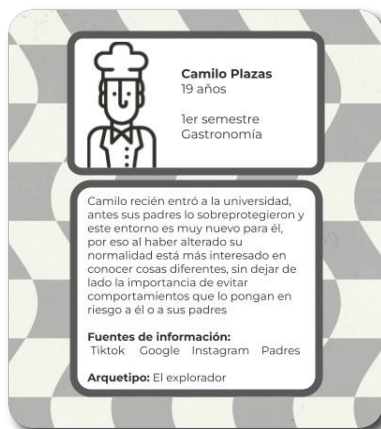 Camilo Plazas
19 años
1er semestre
Gastronomía
Camilo recién entró a la universidad,
antes sus padres lo sobreprotegieron y
este entorno es muy nuevo para él,
por eso al haber alterado su
normalidad está más interesado en
conocer cosas diferentes, sin dejar de
lado la importancia de evitar
comportamientos que lo pongan en
riesgo a él o a sus padres
Fuentes de información:
Tiktok Google Instagram Padres
Arquetipo: El explorador